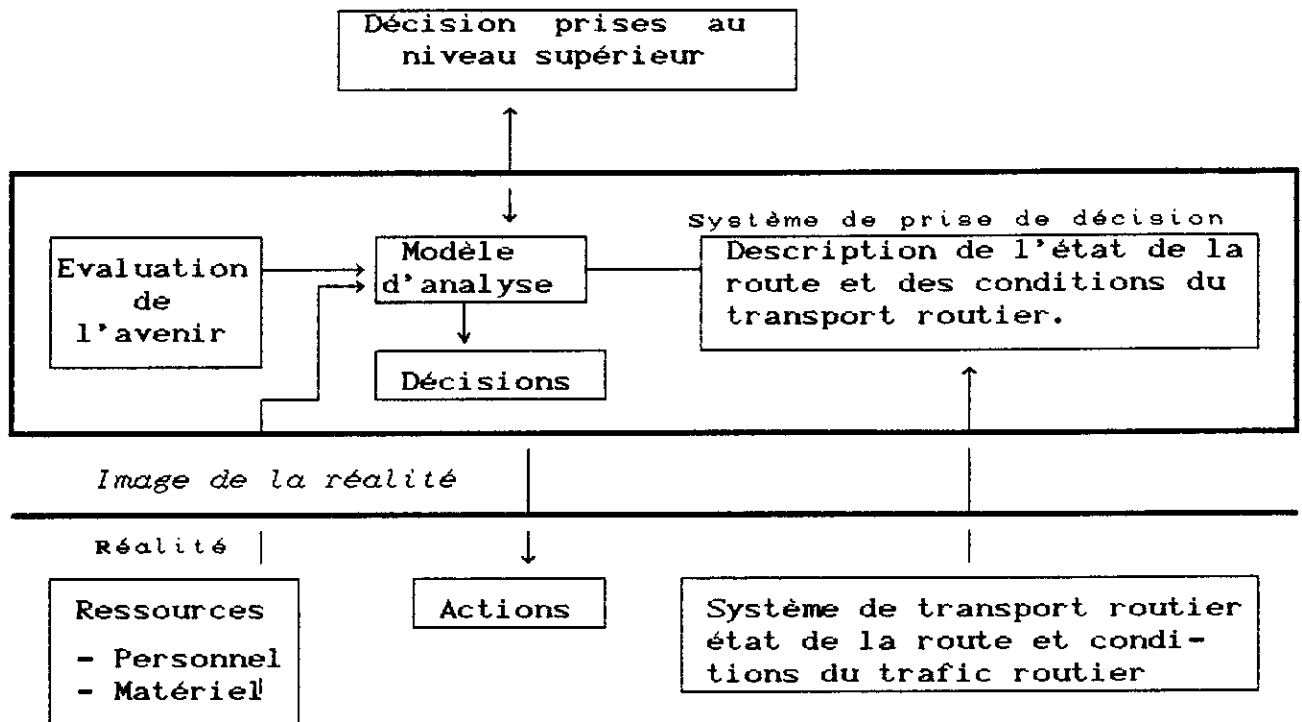 Décision prises au
niveau supérieur
Système de prise de décision
Evaluation
de
l'avenir
Modèle
d'analyse
Description de l'état de la
route et des conditions du
transport routier.
Décisions
Image de la réalité
Réalité
Ressources
- Personnel
- Matériel
Actions
Système de transport routier
état de la route et condi-
tions du trafic routier